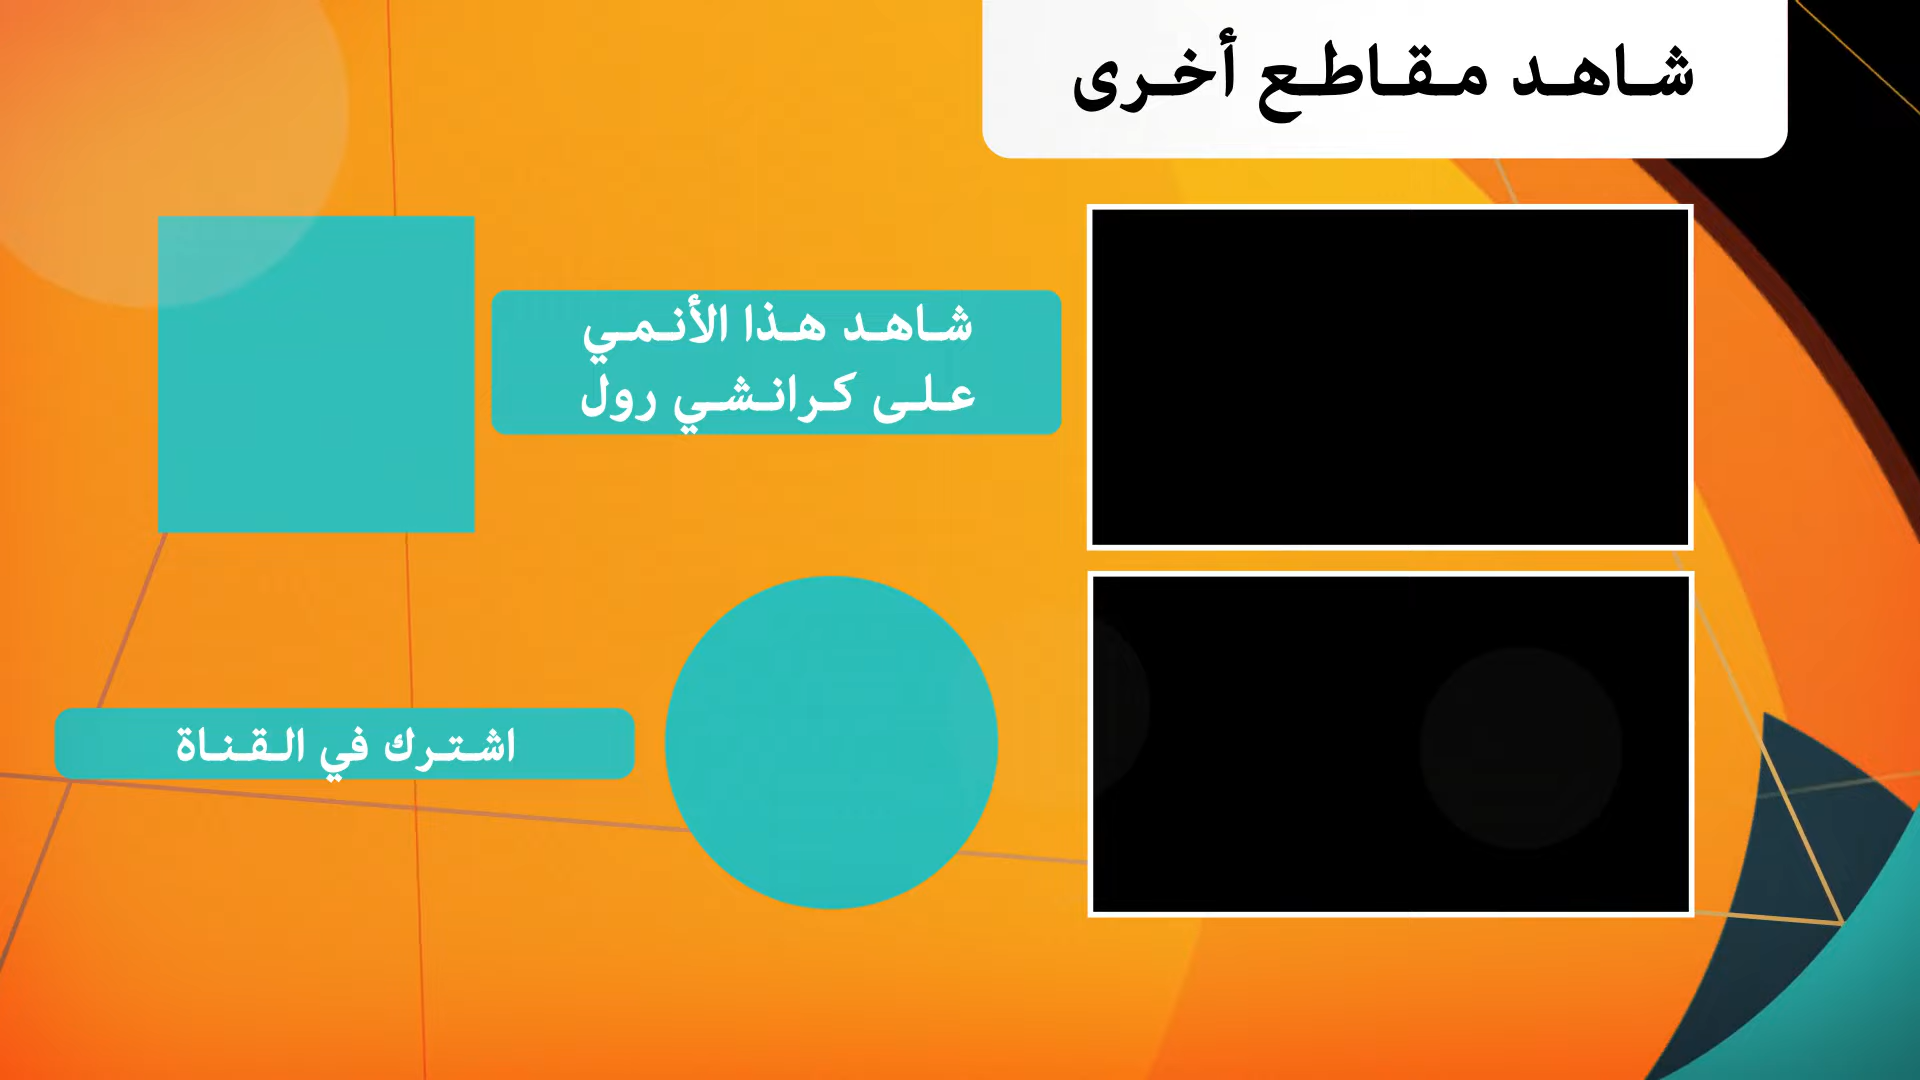 شاهد مقاطع أخرى
شاهد هذا الأنمي
على كرانشي رول
اشترك في القناة